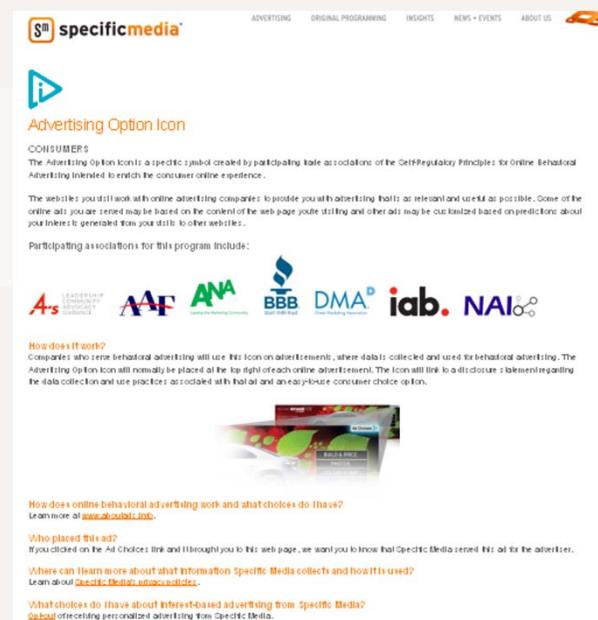 ADVERTISING ORIGINAL PROGRAMMING INSIGHTS NEWS + EVENTS ABOUT US
Sm specificmedia
Advertising Option Icon
CONSUMERS
The Advertising Option Icon is a specific symbol created by participating trade associations of the Self-Regulatory Principles for Online Behavioral
Advertising intended to enrich the consumer online experience.
The websites you visit work with online advertising companies to provide you with advertising that is as relevant and useful as possible. Some of the
online ads you are served may be based on the content of the web page you're visiting and other ads may be customized based on predictions about
your interests generated from your visits to other websites.
Participating associations for this program include:
A's LEADERSHIP COMMUNITY ADVOCACY GUIDANCE AAF ANA BBB DMA iab. NAI
How does it work?
Companies who serve behavioral advertising will use this icon on advertisements, where data is collected and used for behavioral advertising. The
Advertising Option Icon will normally be placed at the top right of each online advertisement. The icon will link to a disclosure statement regarding
the data collection and use practices associated with that ad and an easy-to-use consumer choice option.
Ad Choices
BUILD & PRICE
How does online behavioral advertising work and what choices do I have?
Learn more at www.aboutads.info.
Who placed this ad?
If you clicked on the Ad Choices link and it brought you to this web page, we want you to know that Specific Media served this ad for the advertiser.
Where can I learn more about what information Specific Media collects and how it is used?
Learn about Specific Media's privacy policies.
What choices do I have about interest-based advertising from Specific Media?
Opt-out of receiving personalized advertising from Specific Media.